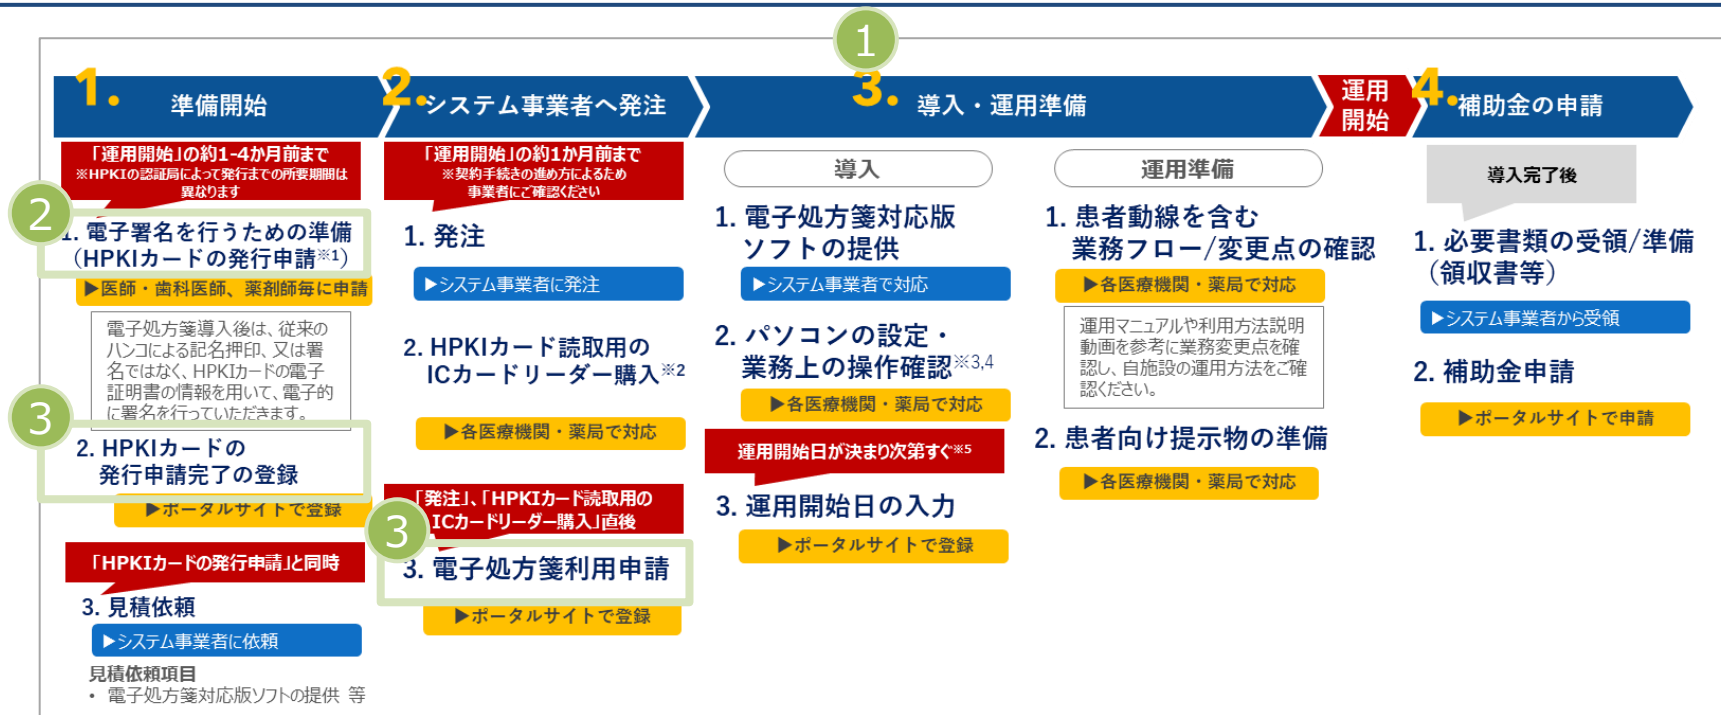 ①
1. 準備開始
2. システム事業者へ発注
3. 導入・運用準備
運用
開始
4. 補助金の申請
「運用開始」の約1-4か月前まで
※HPKIの認証局によって発行までの所要期間は
異なります
②
1. 電子署名を行うための準備
（HPKIカードの発行申請※1）
▶医師・歯科医師、薬剤師毎に申請
電子処方箋導入後は、従来の
ハンコによる記名押印、又は署
名ではなく、HPKIカードの電子
証明書の情報を用いて、電子的
に署名を行っていただきます。
③
2. HPKIカードの
発行申請完了の登録
▶ポータルサイトで登録
「HPKIカードの発行申請」と同時
3. 見積依頼
▶システム事業者に依頼
見積依頼項目
・ 電子処方箋対応版ソフトの提供 等
「運用開始」の約1か月前まで
※契約手続きの進め方によるため
事業者にご確認ください
1. 発注
▶システム事業者に発注
2. HPKIカード読取用の
ICカードリーダー購入※2
▶各医療機関・薬局で対応
「発注」、「HPKIカード読取用の
ICカードリーダー購入」直後
③
3. 電子処方箋利用申請
▶ポータルサイトで登録
導入
1. 電子処方箋対応版
ソフトの提供
▶システム事業者で対応
2. パソコンの設定・
業務上の操作確認※3,4
▶各医療機関・薬局で対応
運用開始日が決まり次第すぐ※5
3. 運用開始日の入力
▶ポータルサイトで登録
運用準備
1. 患者動線を含む
業務フロー/変更点の確認
▶各医療機関・薬局で対応
運用マニュアルや利用方法説明
動画を参考に業務変更点を確
認し、自施設の運用方法をご確
認ください。
2. 患者向け提示物の準備
▶各医療機関・薬局で対応
導入完了後
1. 必要書類の受領/準備
（領収書等）
▶システム事業者から受領
2. 補助金申請
▶ポータルサイトで申請